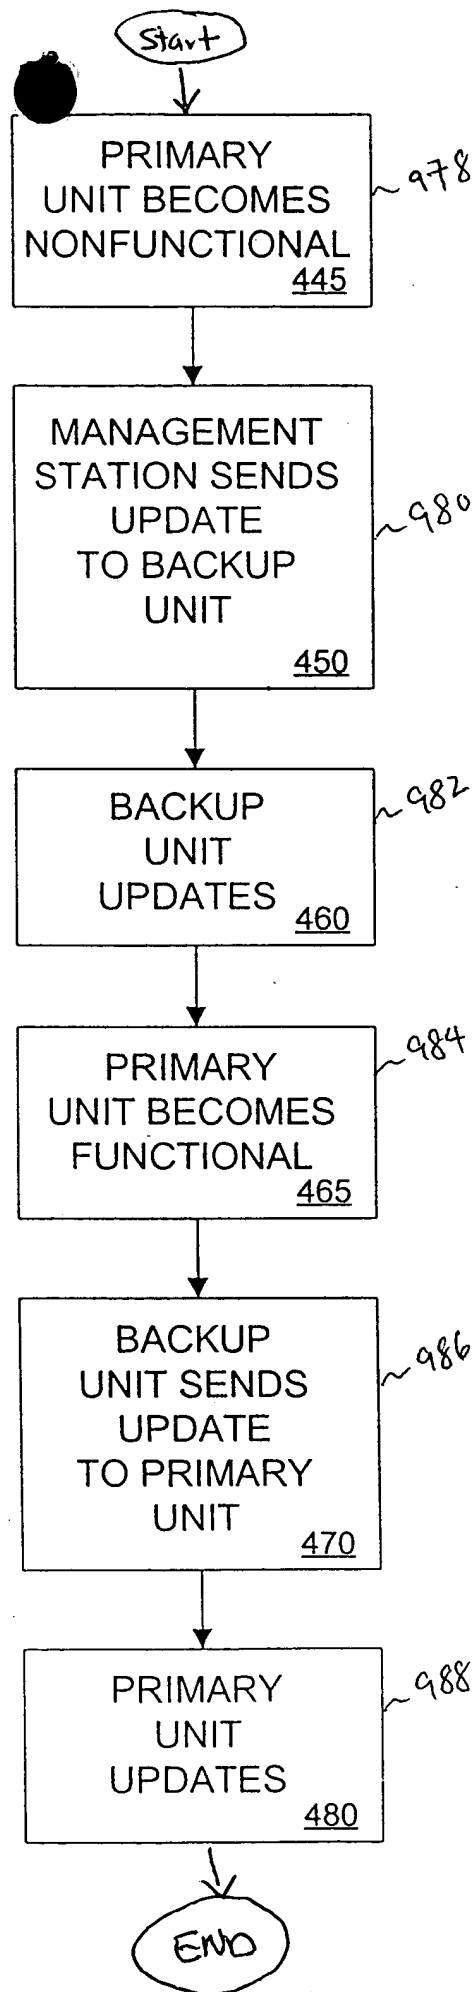 Start
PRIMARY
UNIT BECOMES
NONFUNCTIONAL
445
978
MANAGEMENT
STATION SENDS
UPDATE
TO BACKUP
UNIT
450
980
BACKUP
UNIT
UPDATES
460
982
PRIMARY
UNIT BECOMES
FUNCTIONAL
465
984
BACKUP
UNIT SENDS
UPDATE
TO PRIMARY
UNIT
470
986
PRIMARY
UNIT
UPDATES
480
988
END